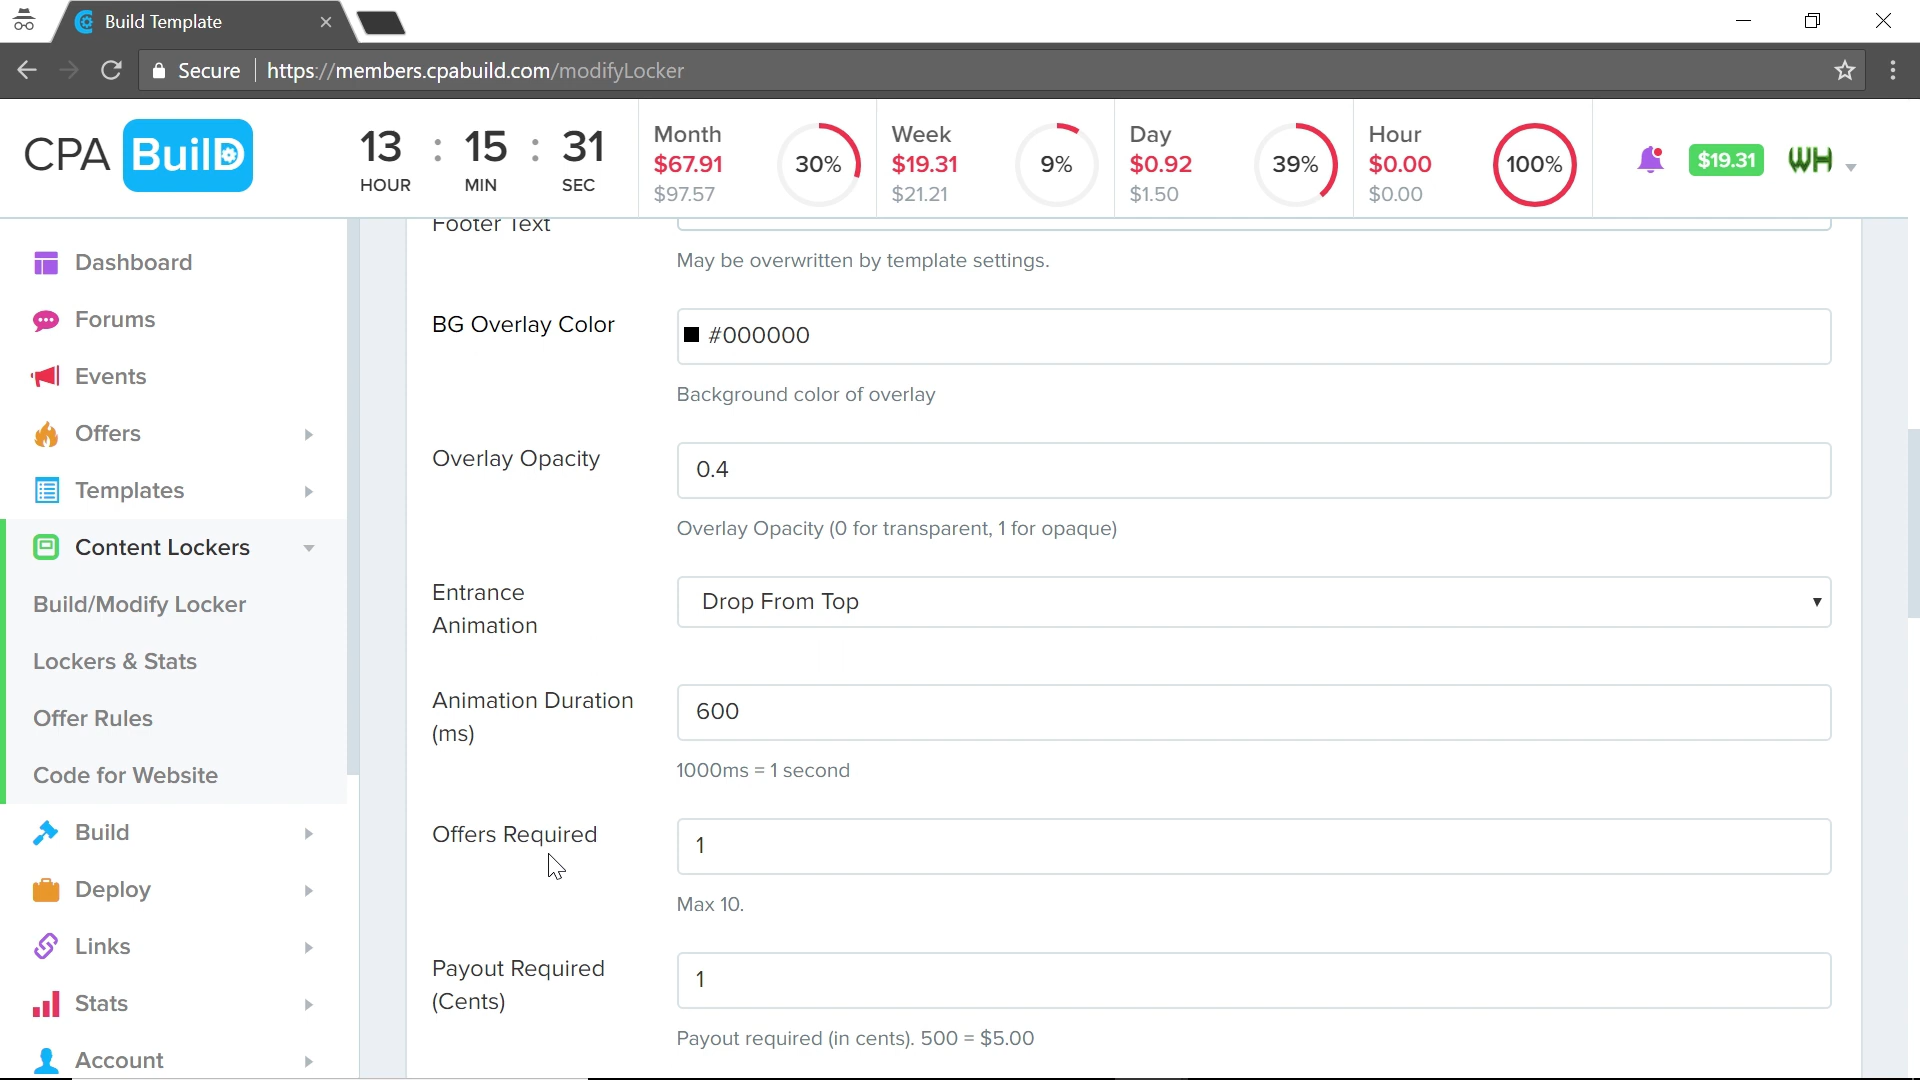 Build Template
Secure https://members.cpabuild.com/modifyLocker
CPA BuilD
13 : 15 : 31
HOUR MIN SEC
Month
$67.91
$97.57
30%
Week
$19.31
$21.21
9%
Day
$0.92
$1.50
39%
Hour
$0.00
$0.00
100%
$19.31
WH
Dashboard
Forums
Events
Offers
Templates
Content Lockers
Build/Modify Locker
Lockers & Stats
Offer Rules
Code for Website
Build
Deploy
Links
Stats
Account
Footer Text
May be overwritten by template settings.
BG Overlay Color
#000000
Background color of overlay
Overlay Opacity
0.4
Overlay Opacity (0 for transparent, 1 for opaque)
Entrance
Animation
Drop From Top
Animation Duration
(ms)
600
1000ms = 1 second
Offers Required
1
Max 10.
Payout Required
(Cents)
1
Payout required (in cents). 500 = $5.00